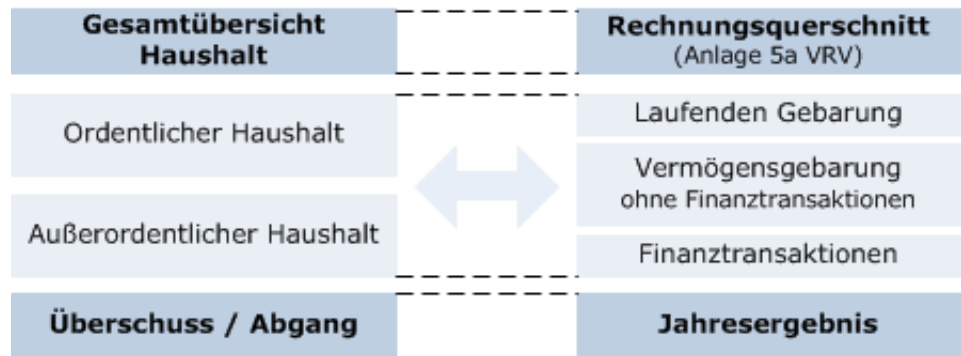 Gesamtübersicht
Haushalt
Ordentlicher Haushalt
Außerordentlicher Haushalt
Überschuss / Abgang
Rechnungsquerschnitt
(Anlage 5a VRV)
Laufenden Gebarung
Vermögensgebarung
ohne Finanztransaktionen
Finanztransaktionen
Jahresergebnis